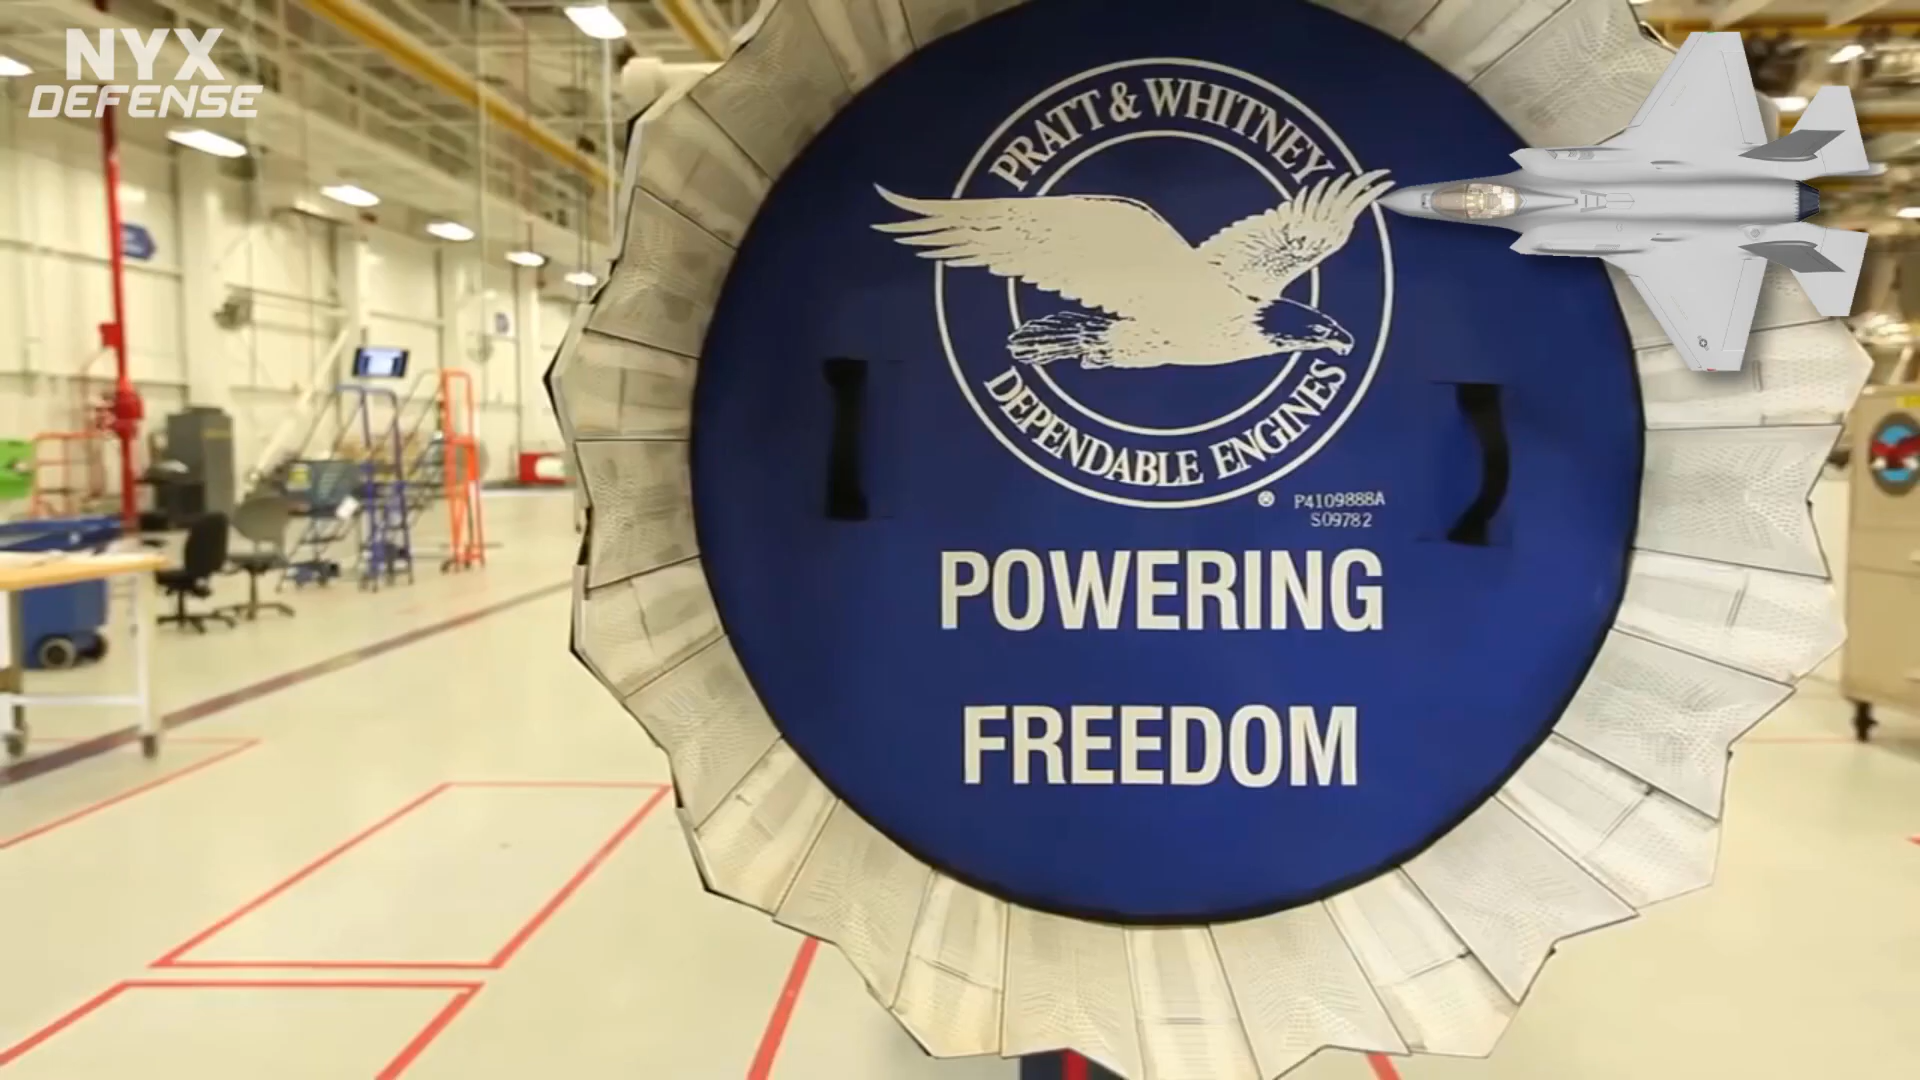 NYX
DEFENSE
PRATT & WHITNEY
DEPENDABLE ENGINES
®
P4109888A
S09782
POWERING
FREEDOM